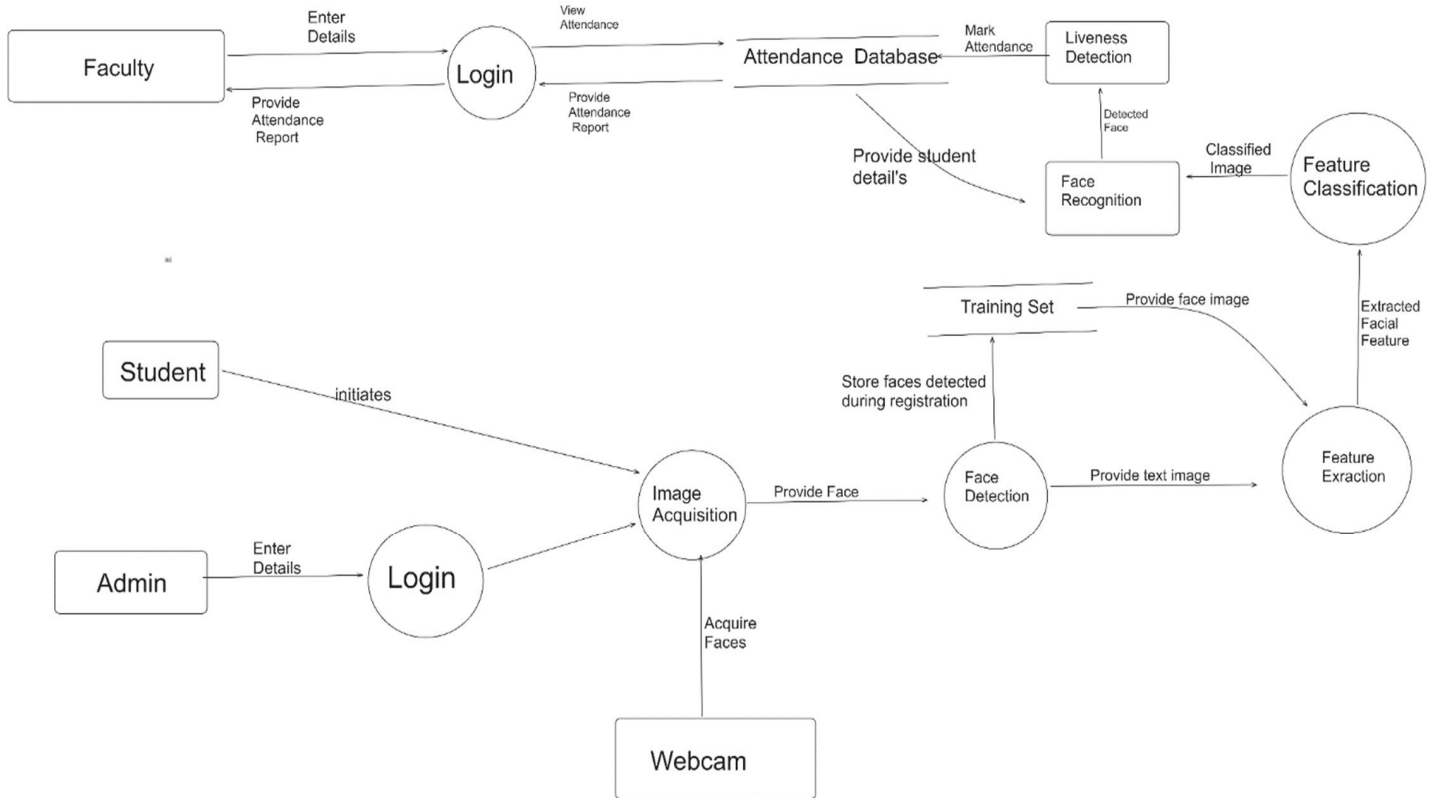 Faculty
Enter
Details
Provide
Attendance
Report
Login
View
Attendance
Provide
Attendance
Report
Attendance Database
Mark
Attendance
Liveness
Detection
Detected
Face
Provide student
detail's
Face
Recognition
Classified
Image
Feature
Classification
Training Set
Provide face image
Extracted
Facial
Feature
Student
initiates
Store faces detected
during registration
Image
Acquisition
Provide Face
Face
Detection
Provide text image
Feature
Exraction
Admin
Enter
Details
Login
Acquire
Faces
Webcam